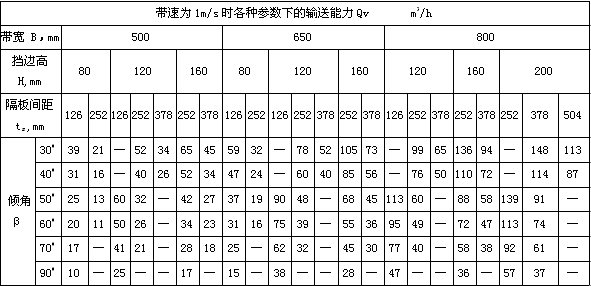 带速为 1m/s 时各种参数下的输送能力 Qv m³/h
带宽 B,mm 500 650 800
挡边高 H,mm 80 120 160 80 120 160 120 160 200
隔板间距 tₛ,mm 126 252 126 252 378 252 378 126 252 126 252 378 252 378 126 252 378 252 378 252 378 504
倾角 β
30° 39 21 — 52 34 65 45 59 32 — 78 52 105 73 — 99 65 136 94 — 148 113
40° 31 16 — 40 26 52 34 47 24 — 60 40 85 56 — 76 50 110 72 — 114 87
50° 25 13 60 32 — 42 27 37 19 90 48 — 68 45 113 60 — 88 58 139 91 —
60° 20 11 50 26 — 34 23 31 16 75 39 — 55 36 95 49 — 72 47 113 74 —
70° 17 — 41 21 — 28 18 25 — 62 32 — 45 30 77 40 — 58 38 92 61 —
90° 10 — 25 — — 17 — 15 — 38 — — 28 — 47 — — 36 — 57 37 —